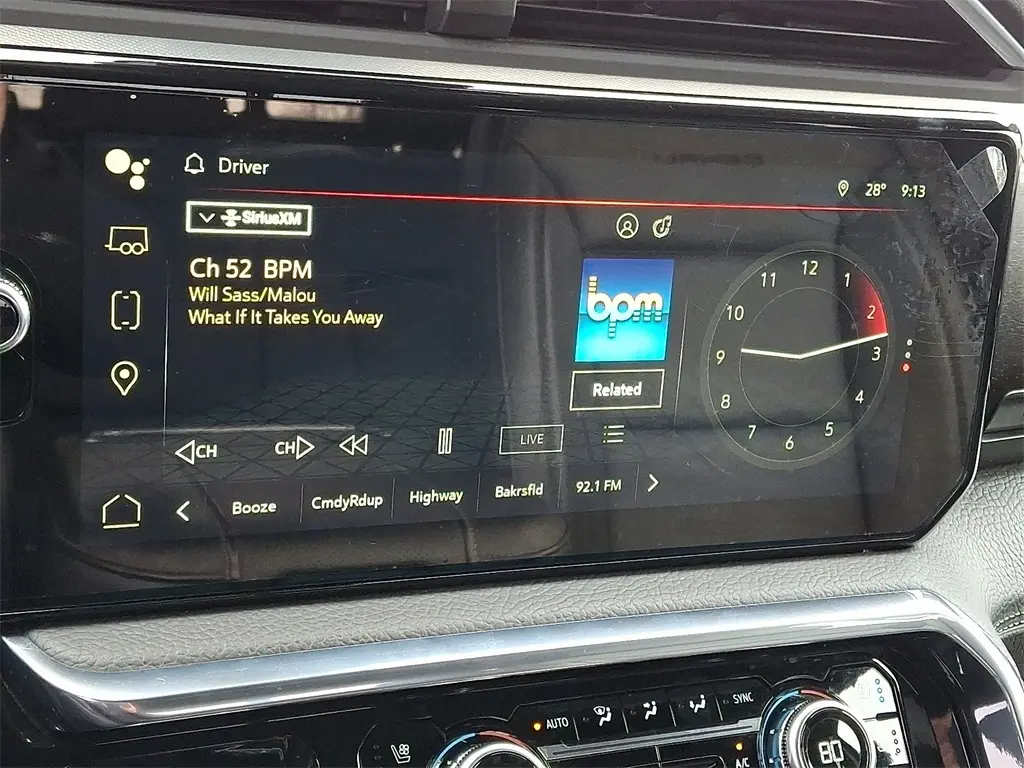 Driver
28° 9:13
SiriusXM
Ch 52 BPM
Will Sass/Malou
What If It Takes You Away
bpm
Related
12
11
1
10
2
9
3
8
4
7
6
5
CH
CH
LIVE
Booze
CmdyRdup
Highway
Bakrsfld
92.1 FM
AUTO
SYNC
A/C
80